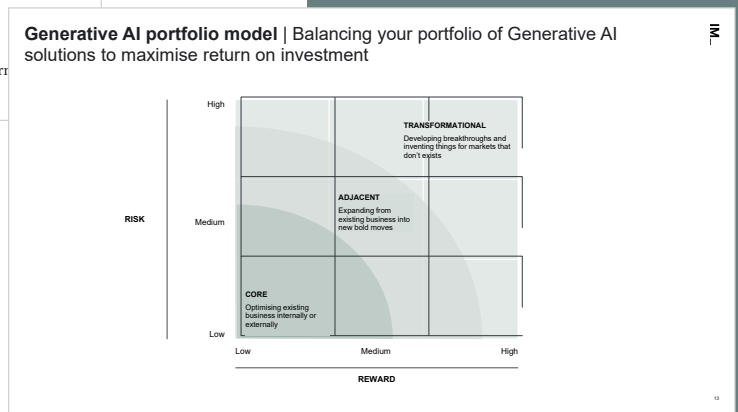 Generative AI portfolio model | Balancing your portfolio of Generative AI
solutions to maximise return on investment
IM_
High
TRANSFORMATIONAL
Developing breakthroughs and
inventing things for markets that
don't exists
ADJACENT
Expanding from
existing business into
new bold moves
RISK
Medium
CORE
Optimising existing
business internally or
externally
Low
Low
Medium
High
REWARD
13